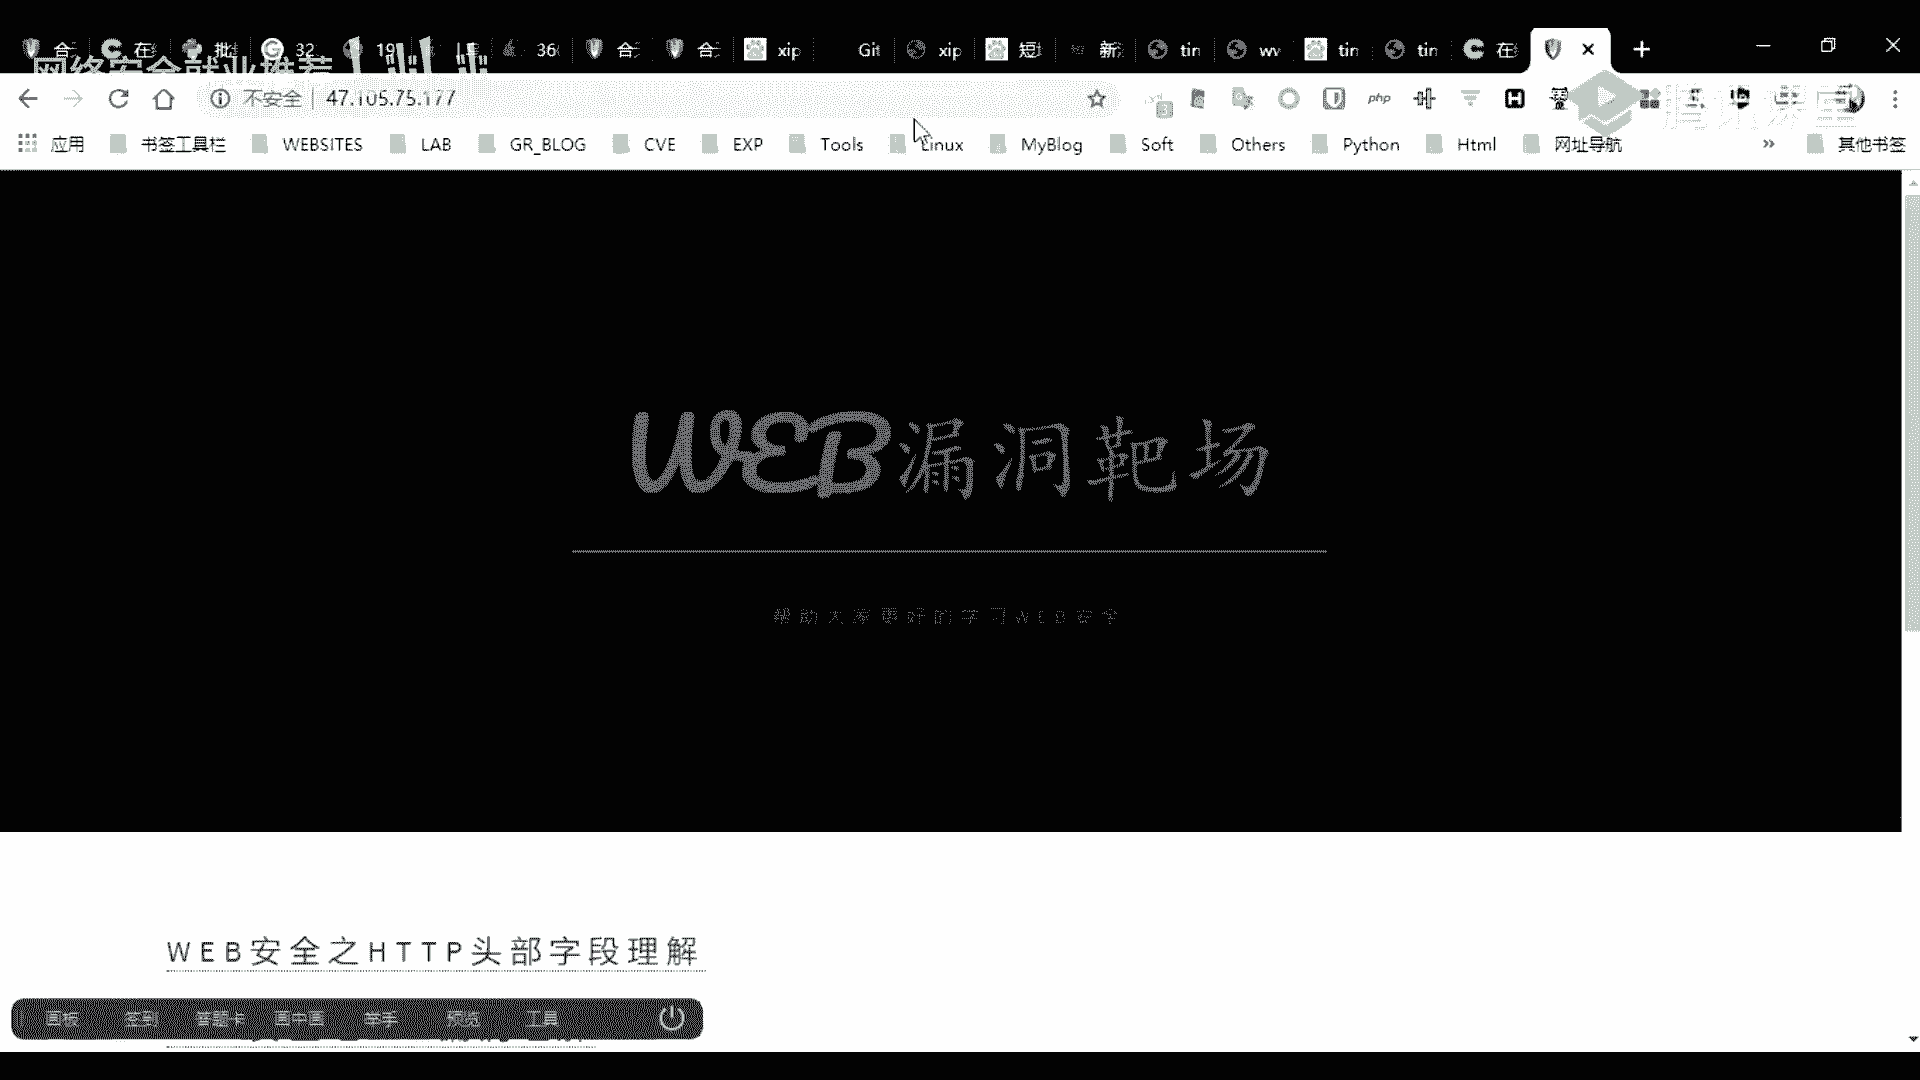 合 在 批 32 19 36 合 合 xip Git xip 短 新 tin wv tin tin 在
网络安全就业推荐
不安全 47.105.75.177 php
腾讯课堂
应用 书签工具栏 WEBSITES LAB GR_BLOG CVE EXP Tools Linux MyBlog Soft Others Python Html 网址导航 » 其他书签
WEB漏洞靶场
帮助大家更好的学习WEB安全
WEB安全之HTTP头部字段理解
画板 签到 答题卡 画中画 举手 预览 工具